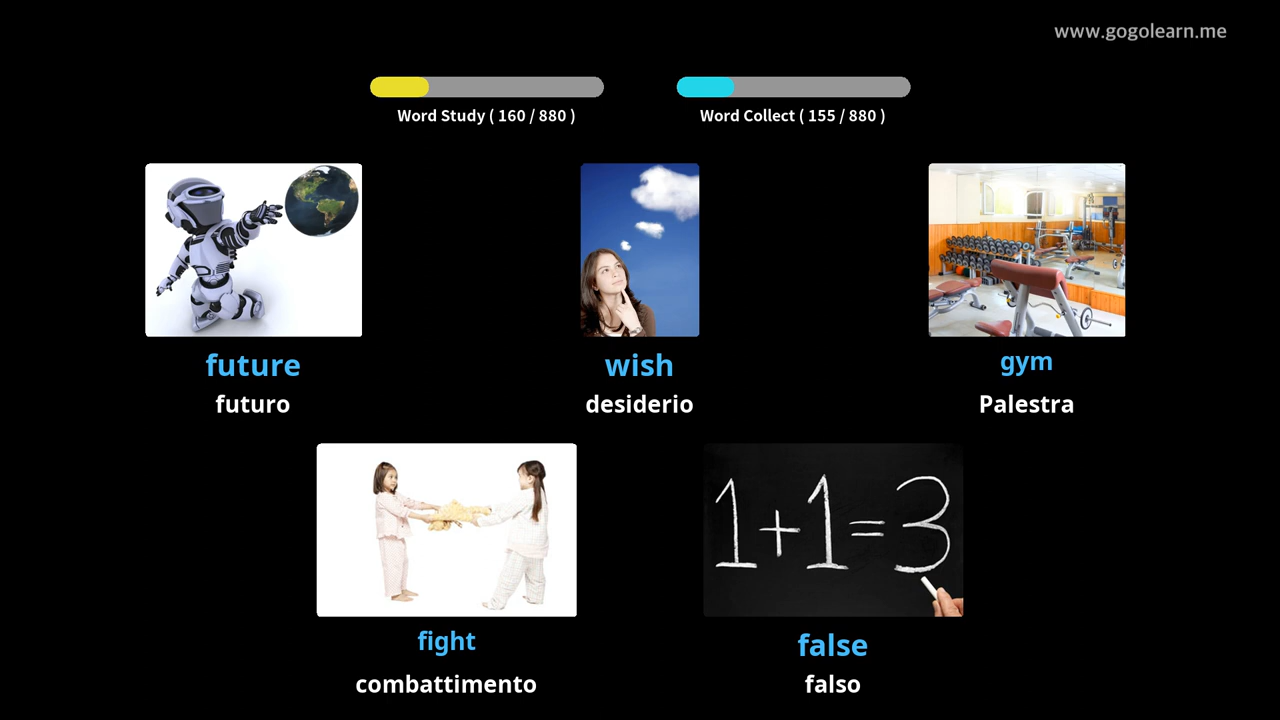 www.gogolearn.me
Word Study ( 160 / 880 )
Word Collect ( 155 / 880 )
future
futuro
wish
desiderio
gym
Palestra
1+1=3
fight
combattimento
false
falso